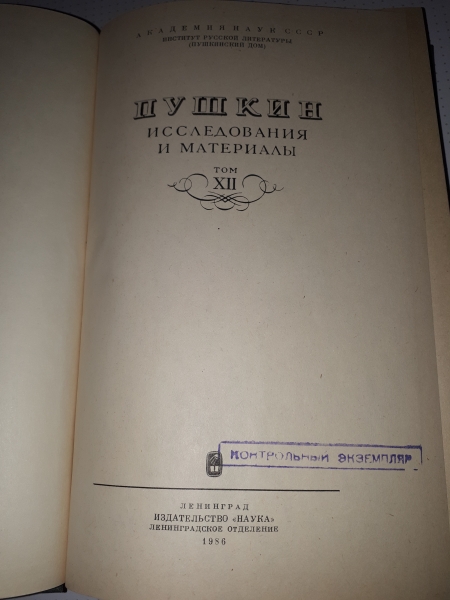 АКАДЕМИЯ НАУК СССР
ИНСТИТУТ РУССКОЙ ЛИТЕРАТУРЫ
(ПУШКИНСКИЙ ДОМ)
ПУШКИН
ИССЛЕДОВАНИЯ
И МАТЕРИАЛЫ
ТОМ
XII
КОНТРОЛЬНЫЙ ЭКЗЕМПЛЯР
ЛЕНИНГРАД
ИЗДАТЕЛЬСТВО «НАУКА»
ЛЕНИНГРАДСКОЕ ОТДЕЛЕНИЕ
1986